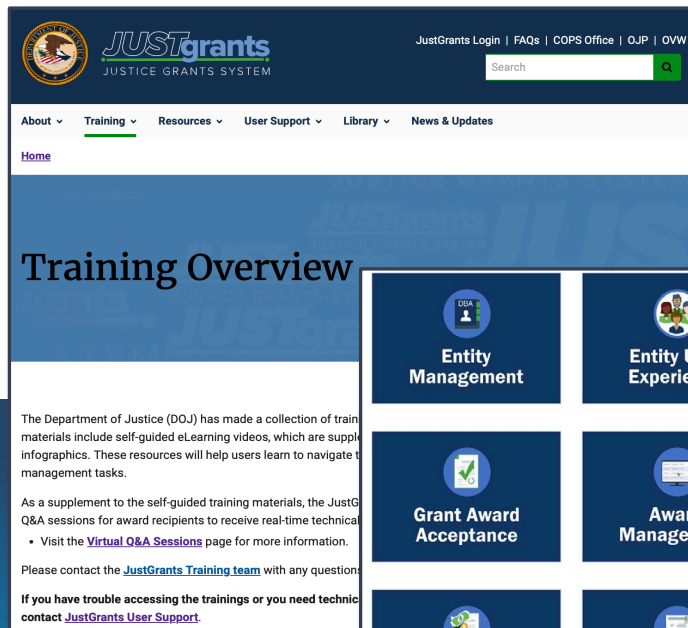 JUSTgrants
JUSTICE GRANTS SYSTEM
JustGrants Login | FAQs | COPS Office | OJP | OVW
Search
About Training Resources User Support Library News & Updates
Home
JUSTICE GRANTS SYSTEM
Training Overview
DBA
Entity
Management
Entity
Grant Award
Acceptance
The Department of Justice (DOJ) has made a collection of
materials include self-guided eLearning videos, which are
infographics. These resources will help users learn to navigate
management tasks.
As a supplement to the self-guided training materials, the
Q&A sessions for award recipients to receive real-time technical
• Visit the Virtual Q&A Sessions page for more information.
Please contact the JustGrants Training team with any questions
If you have trouble accessing the trainings or you need
contact JustGrants User Support.